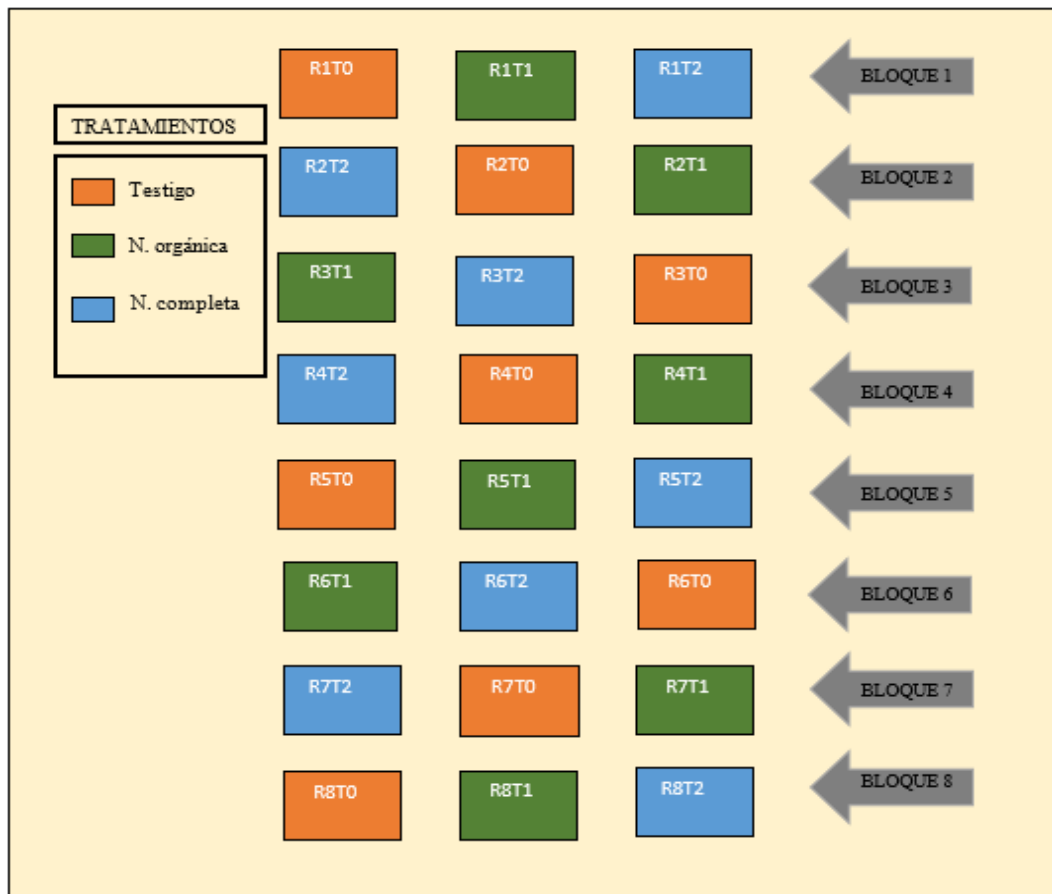 R1T0 R1T1 R1T2 BLOQUE 1
TRATAMIENTOS
R2T2 R2T0 R2T1 BLOQUE 2
Testigo
N. orgánica
R3T1 R3T2 R3T0 BLOQUE 3
N. completa
R4T2 R4T0 R4T1 BLOQUE 4
R5T0 R5T1 R5T2 BLOQUE 5
R6T1 R6T2 R6T0 BLOQUE 6
R7T2 R7T0 R7T1 BLOQUE 7
R8T0 R8T1 R8T2 BLOQUE 8